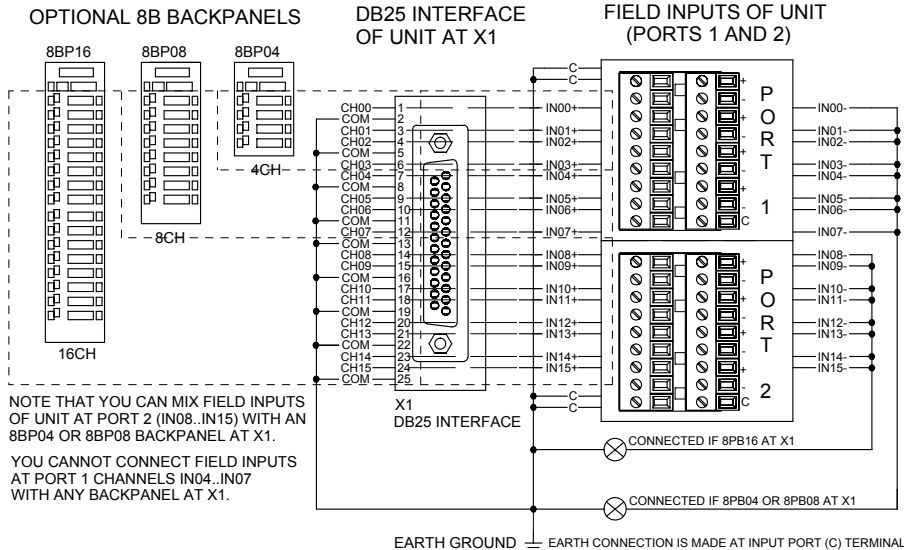 OPTIONAL 8B BACKPANELS
8BP16
8BP08
8BP04
4CH
8CH
16CH
NOTE THAT YOU CAN MIX FIELD INPUTS
OF UNIT AT PORT 2 (IN08..IN15) WITH AN
8BP04 OR 8BP08 BACKPANEL AT X1.
YOU CANNOT CONNECT FIELD INPUTS
AT PORT 1 CHANNELS IN04..IN07
WITH ANY BACKPANEL AT X1.
DB25 INTERFACE
OF UNIT AT X1
CH00 1
COM 2
CH01 3
CH02 4
COM 5
CH03 6
CH04 7
COM 8
CH05 9
CH06 10
COM 11
CH07 12
COM 13
CH08 14
CH09 15
COM 16
CH10 17
CH11 18
COM 19
CH12 20
CH13 21
COM 22
CH14 23
CH15 24
COM 25
X1
DB25 INTERFACE
FIELD INPUTS OF UNIT
(PORTS 1 AND 2)
C
C
IN00+
IN01+
IN02+
IN03+
IN04+
IN05+
IN06+
IN07+
IN08+
IN09+
IN10+
IN11+
IN12+
IN13+
IN14+
IN15+
C
C
+
-
+
-
+
-
+
-
C
PORT 1
+
-
+
-
+
-
+
-
C
PORT 2
IN00-
IN01-
IN02-
IN03-
IN04-
IN05-
IN06-
IN07-
IN08-
IN09-
IN10-
IN11-
IN12-
IN13-
IN14-
IN15-
CONNECTED IF 8PB16 AT X1
CONNECTED IF 8PB04 OR 8PB08 AT X1
EARTH GROUND
EARTH CONNECTION IS MADE AT INPUT PORT (C) TERMINAL